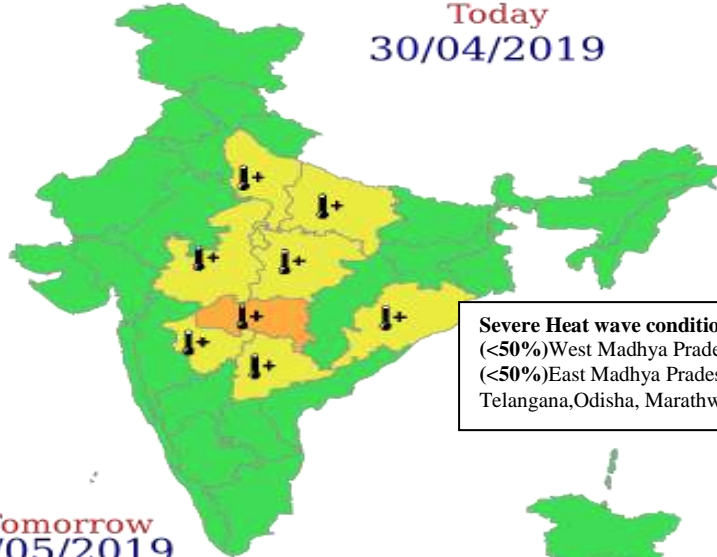 Today
30/04/2019
Severe Heat wave conditio
(<50%)West Madhya Prade
(<50%)East Madhya Prades
Telangana,Odisha, Marathw
omorrow
/05/2019